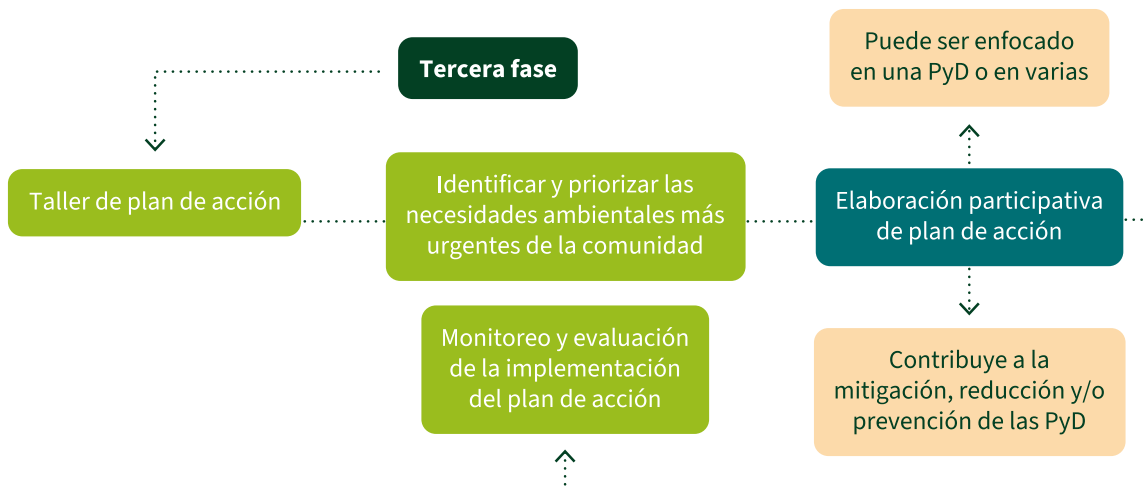 Tercera fase
Puede ser enfocado
en una PyD o en varias
Taller de plan de acción
Identificar y priorizar las
necesidades ambientales más
urgentes de la comunidad
Elaboración participativa
de plan de acción
Monitoreo y evaluación
de la implementación
del plan de acción
Contribuye a la
mitigación, reducción y/o
prevención de las PyD